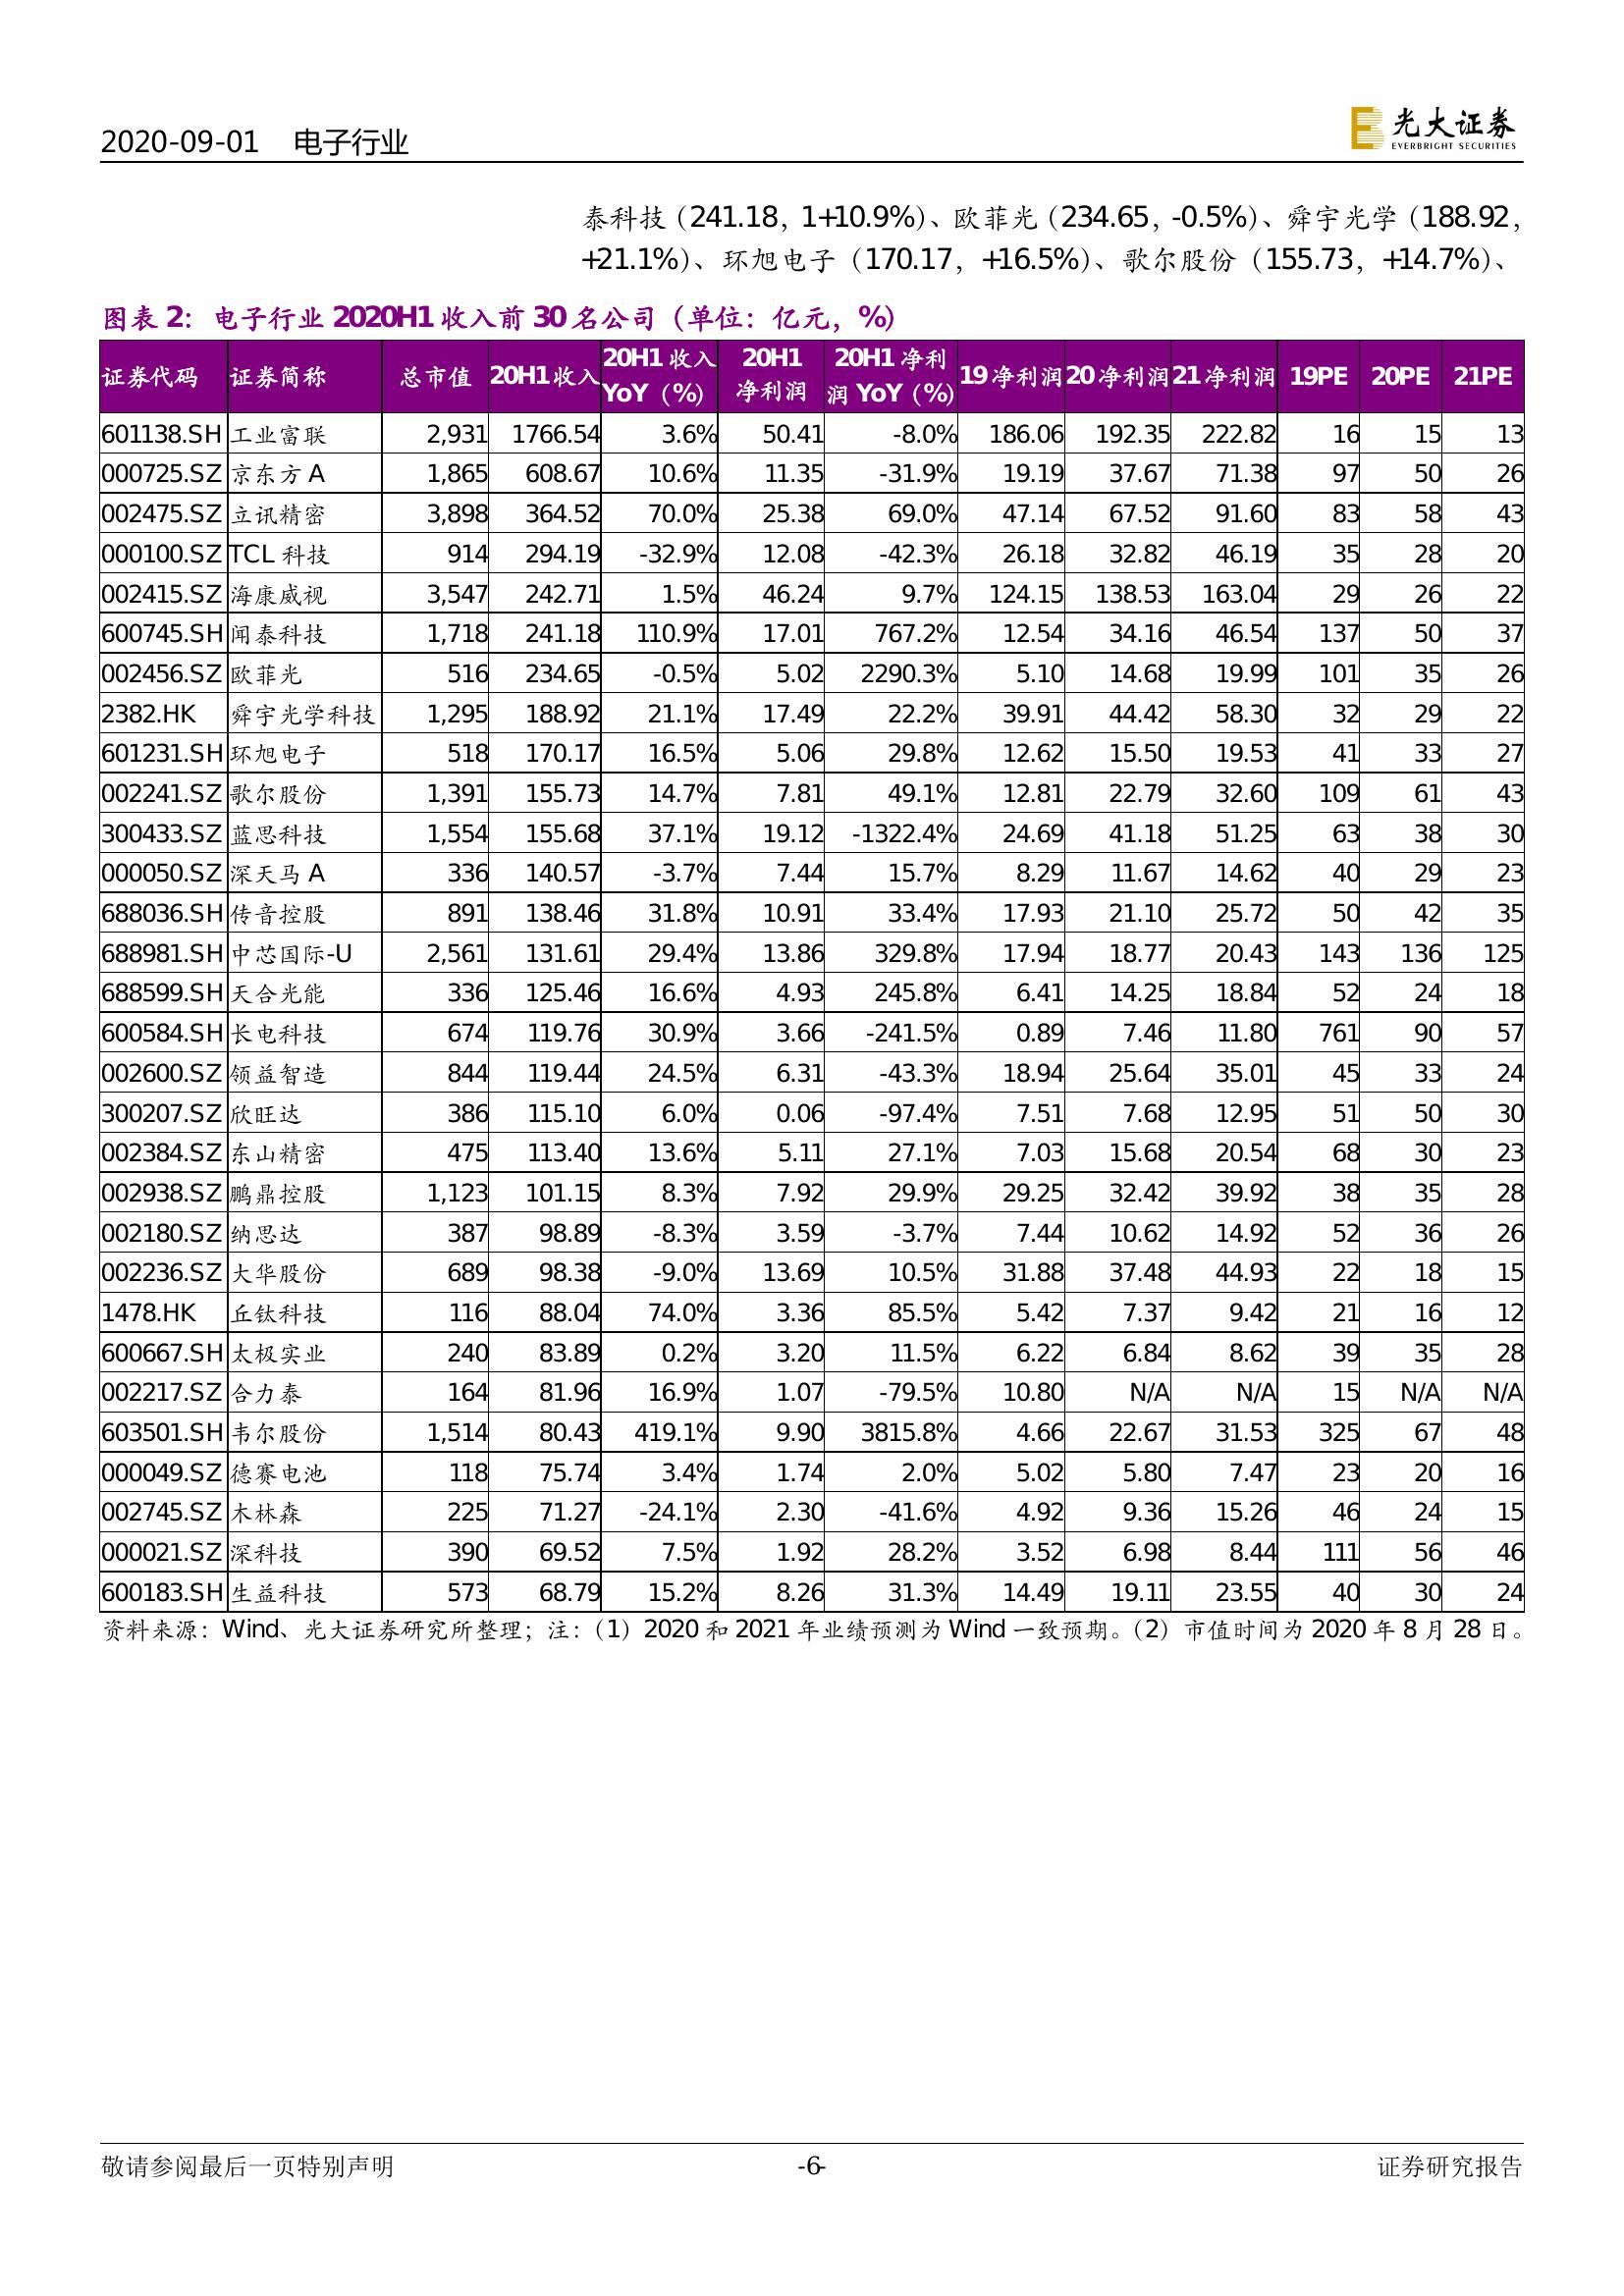 2020-09-01 电子行业
光大证券
EVERBRIGHT SECURITIES
泰科技（241.18，1+10.9%）、欧菲光（234.65，-0.5%）、舜宇光学（188.92，
+21.1%）、环旭电子（170.17，+16.5%）、歌尔股份（155.73，+14.7%）、
图表 2：电子行业 2020H1 收入前 30 名公司（单位：亿元，%）
证券代码 证券简称 总市值 20H1 收入 20H1 收入 YoY（%） 20H1 净利润 20H1 净利润 YoY（%） 19 净利润 20 净利润 21 净利润 19PE 20PE 21PE
601138.SH 工业富联 2,931 1766.54 3.6% 50.41 -8.0% 186.06 192.35 222.82 16 15 13
000725.SZ 京东方 A 1,865 608.67 10.6% 11.35 -31.9% 19.19 37.67 71.38 97 50 26
002475.SZ 立讯精密 3,898 364.52 70.0% 25.38 69.0% 47.14 67.52 91.60 83 58 43
000100.SZ TCL 科技 914 294.19 -32.9% 12.08 -42.3% 26.18 32.82 46.19 35 28 20
002415.SZ 海康威视 3,547 242.71 1.5% 46.24 9.7% 124.15 138.53 163.04 29 26 22
600745.SH 闻泰科技 1,718 241.18 110.9% 17.01 767.2% 12.54 34.16 46.54 137 50 37
002456.SZ 欧菲光 516 234.65 -0.5% 5.02 2290.3% 5.10 14.68 19.99 101 35 26
2382.HK 舜宇光学科技 1,295 188.92 21.1% 17.49 22.2% 39.91 44.42 58.30 32 29 22
601231.SH 环旭电子 518 170.17 16.5% 5.06 29.8% 12.62 15.50 19.53 41 33 27
002241.SZ 歌尔股份 1,391 155.73 14.7% 7.81 49.1% 12.81 22.79 32.60 109 61 43
300433.SZ 蓝思科技 1,554 155.68 37.1% 19.12 -1322.4% 24.69 41.18 51.25 63 38 30
000050.SZ 深天马 A 336 140.57 -3.7% 7.44 15.7% 8.29 11.67 14.62 40 29 23
688036.SH 传音控股 891 138.46 31.8% 10.91 33.4% 17.93 21.10 25.72 50 42 35
688981.SH 中芯国际-U 2,561 131.61 29.4% 13.86 329.8% 17.94 18.77 20.43 143 136 125
688599.SH 天合光能 336 125.46 16.6% 4.93 245.8% 6.41 14.25 18.84 52 24 18
600584.SH 长电科技 674 119.76 30.9% 3.66 -241.5% 0.89 7.46 11.80 761 90 57
002600.SZ 领益智造 844 119.44 24.5% 6.31 -43.3% 18.94 25.64 35.01 45 33 24
300207.SZ 欣旺达 386 115.10 6.0% 0.06 -97.4% 7.51 7.68 12.95 51 50 30
002384.SZ 东山精密 475 113.40 13.6% 5.11 27.1% 7.03 15.68 20.54 68 30 23
002938.SZ 鹏鼎控股 1,123 101.15 8.3% 7.92 29.9% 29.25 32.42 39.92 38 35 28
002180.SZ 纳思达 387 98.89 -8.3% 3.59 -3.7% 7.44 10.62 14.92 52 36 26
002236.SZ 大华股份 689 98.38 -9.0% 13.69 10.5% 31.88 37.48 44.93 22 18 15
1478.HK 丘钛科技 116 88.04 74.0% 3.36 85.5% 5.42 7.37 9.42 21 16 12
600667.SH 太极实业 240 83.89 0.2% 3.20 11.5% 6.22 6.84 8.62 39 35 28
002217.SZ 合力泰 164 81.96 16.9% 1.07 -79.5% 10.80 N/A N/A 15 N/A N/A
603501.SH 韦尔股份 1,514 80.43 419.1% 9.90 3815.8% 4.66 22.67 31.53 325 67 48
000049.SZ 德赛电池 118 75.74 3.4% 1.74 2.0% 5.02 5.80 7.47 23 20 16
002745.SZ 木林森 225 71.27 -24.1% 2.30 -41.6% 4.92 9.36 15.26 46 24 15
000021.SZ 深科技 390 69.52 7.5% 1.92 28.2% 3.52 6.98 8.44 111 56 46
600183.SH 生益科技 573 68.79 15.2% 8.26 31.3% 14.49 19.11 23.55 40 30 24
资料来源：Wind、光大证券研究所整理；注：（1）2020 和 2021 年业绩预测为 Wind 一致预期。（2）市值时间为 2020 年 8 月 28 日。
敬请参阅最后一页特别声明 -6- 证券研究报告